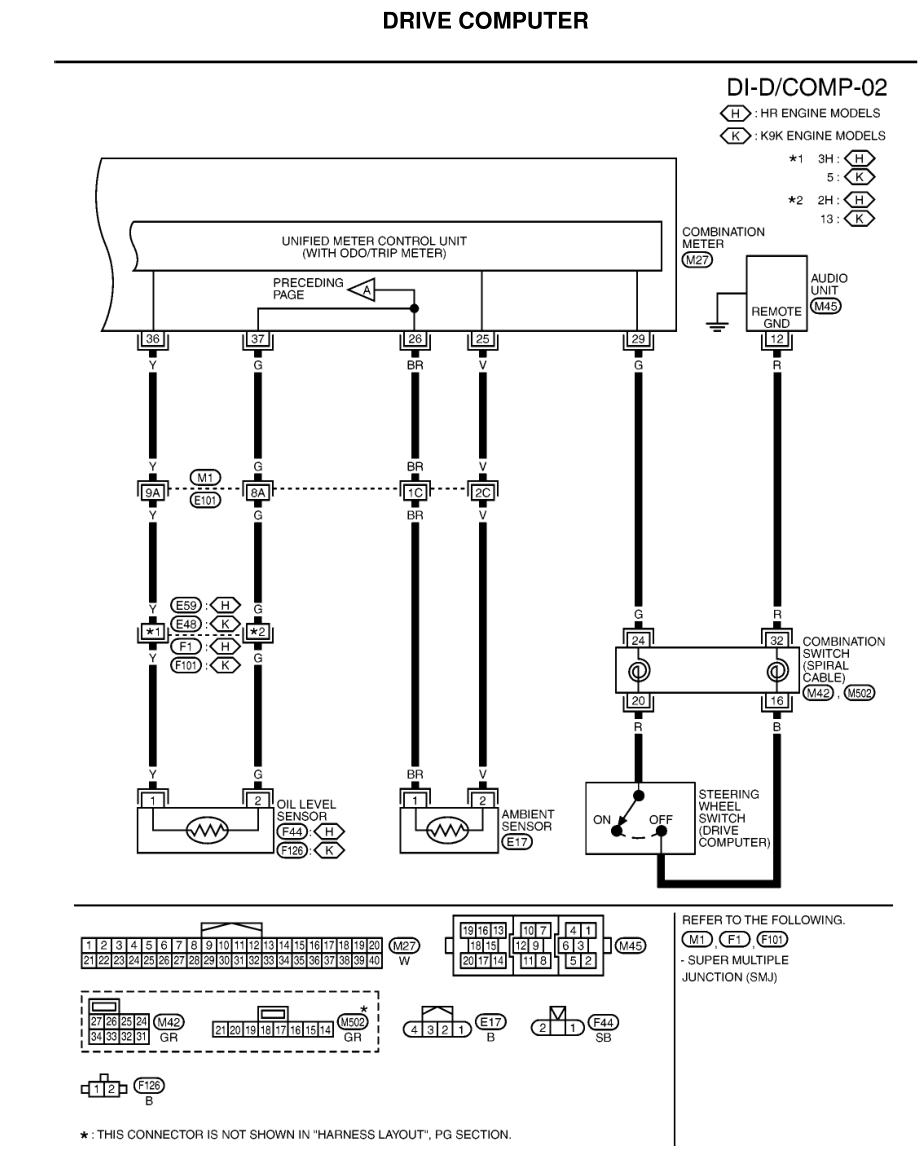 DRIVE COMPUTER
DI-D/COMP-02
H : HR ENGINE MODELS
K : K9K ENGINE MODELS
*1 3H : H
5 : K
*2 2H : H
13 : K
UNIFIED METER CONTROL UNIT
(WITH ODO/TRIP METER)
COMBINATION
METER
M27
PRECEDING
PAGE
A
AUDIO
UNIT
M45
REMOTE
GND
36 37 26 25 29 12
Y G BR V G R
Y G BR V
M1
9A 8A 1C 2C
E101
Y G BR V
Y G G R
E59 : H
E48 : K
*1 *2
F1 : H
F101 : K
Y G
24 32
COMBINATION
SWITCH
(SPIRAL
CABLE)
M42 , M502
20 16
R B
Y G BR V
1 2 1 2
OIL LEVEL
SENSOR
F44 : H
F126 : K
AMBIENT
SENSOR
E17
ON OFF
STEERING
WHEEL
SWITCH
(DRIVE
COMPUTER)
1 2 3 4 5 6 7 8 9 10 11 12 13 14 15 16 17 18 19 20
21 22 23 24 25 26 27 28 29 30 31 32 33 34 35 36 37 38 39 40
M27
W
19 16 13 10 7 4 1
18 15 12 9 6 3
20 17 14 11 8 5 2
M45
REFER TO THE FOLLOWING.
M1 , F1 , F101
- SUPER MULTIPLE
JUNCTION (SMJ)
27 26 25 24
34 33 32 31
M42
GR
*
21 20 19 18 17 16 15 14
M502
GR
4 3 2 1
E17
B
2 1
F44
SB
1 2
F126
B
* : THIS CONNECTOR IS NOT SHOWN IN "HARNESS LAYOUT", PG SECTION.